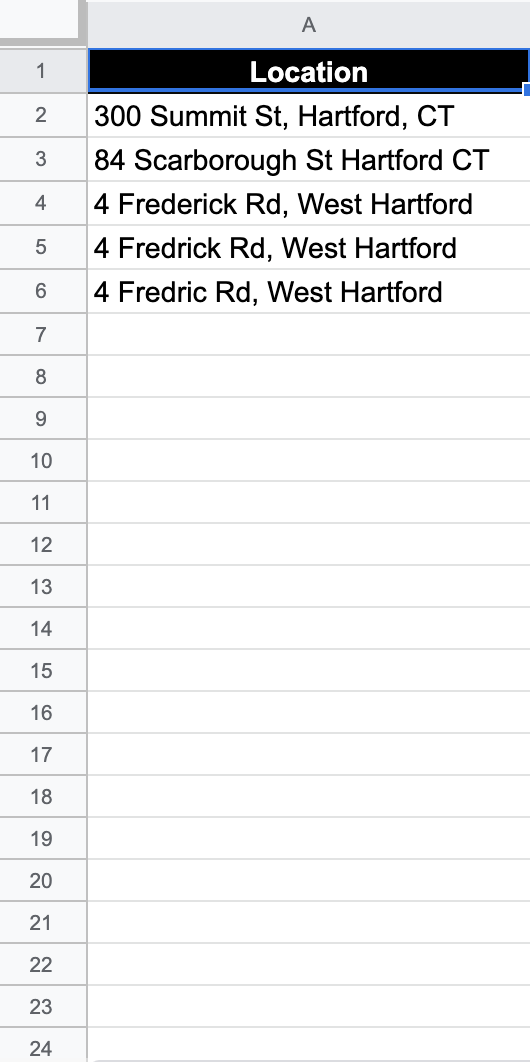 A
1 Location
2 300 Summit St, Hartford, CT
3 84 Scarborough St Hartford CT
4 4 Frederick Rd, West Hartford
5 4 Fredrick Rd, West Hartford
6 4 Fredric Rd, West Hartford
7
8
9
10
11
12
13
14
15
16
17
18
19
20
21
22
23
24